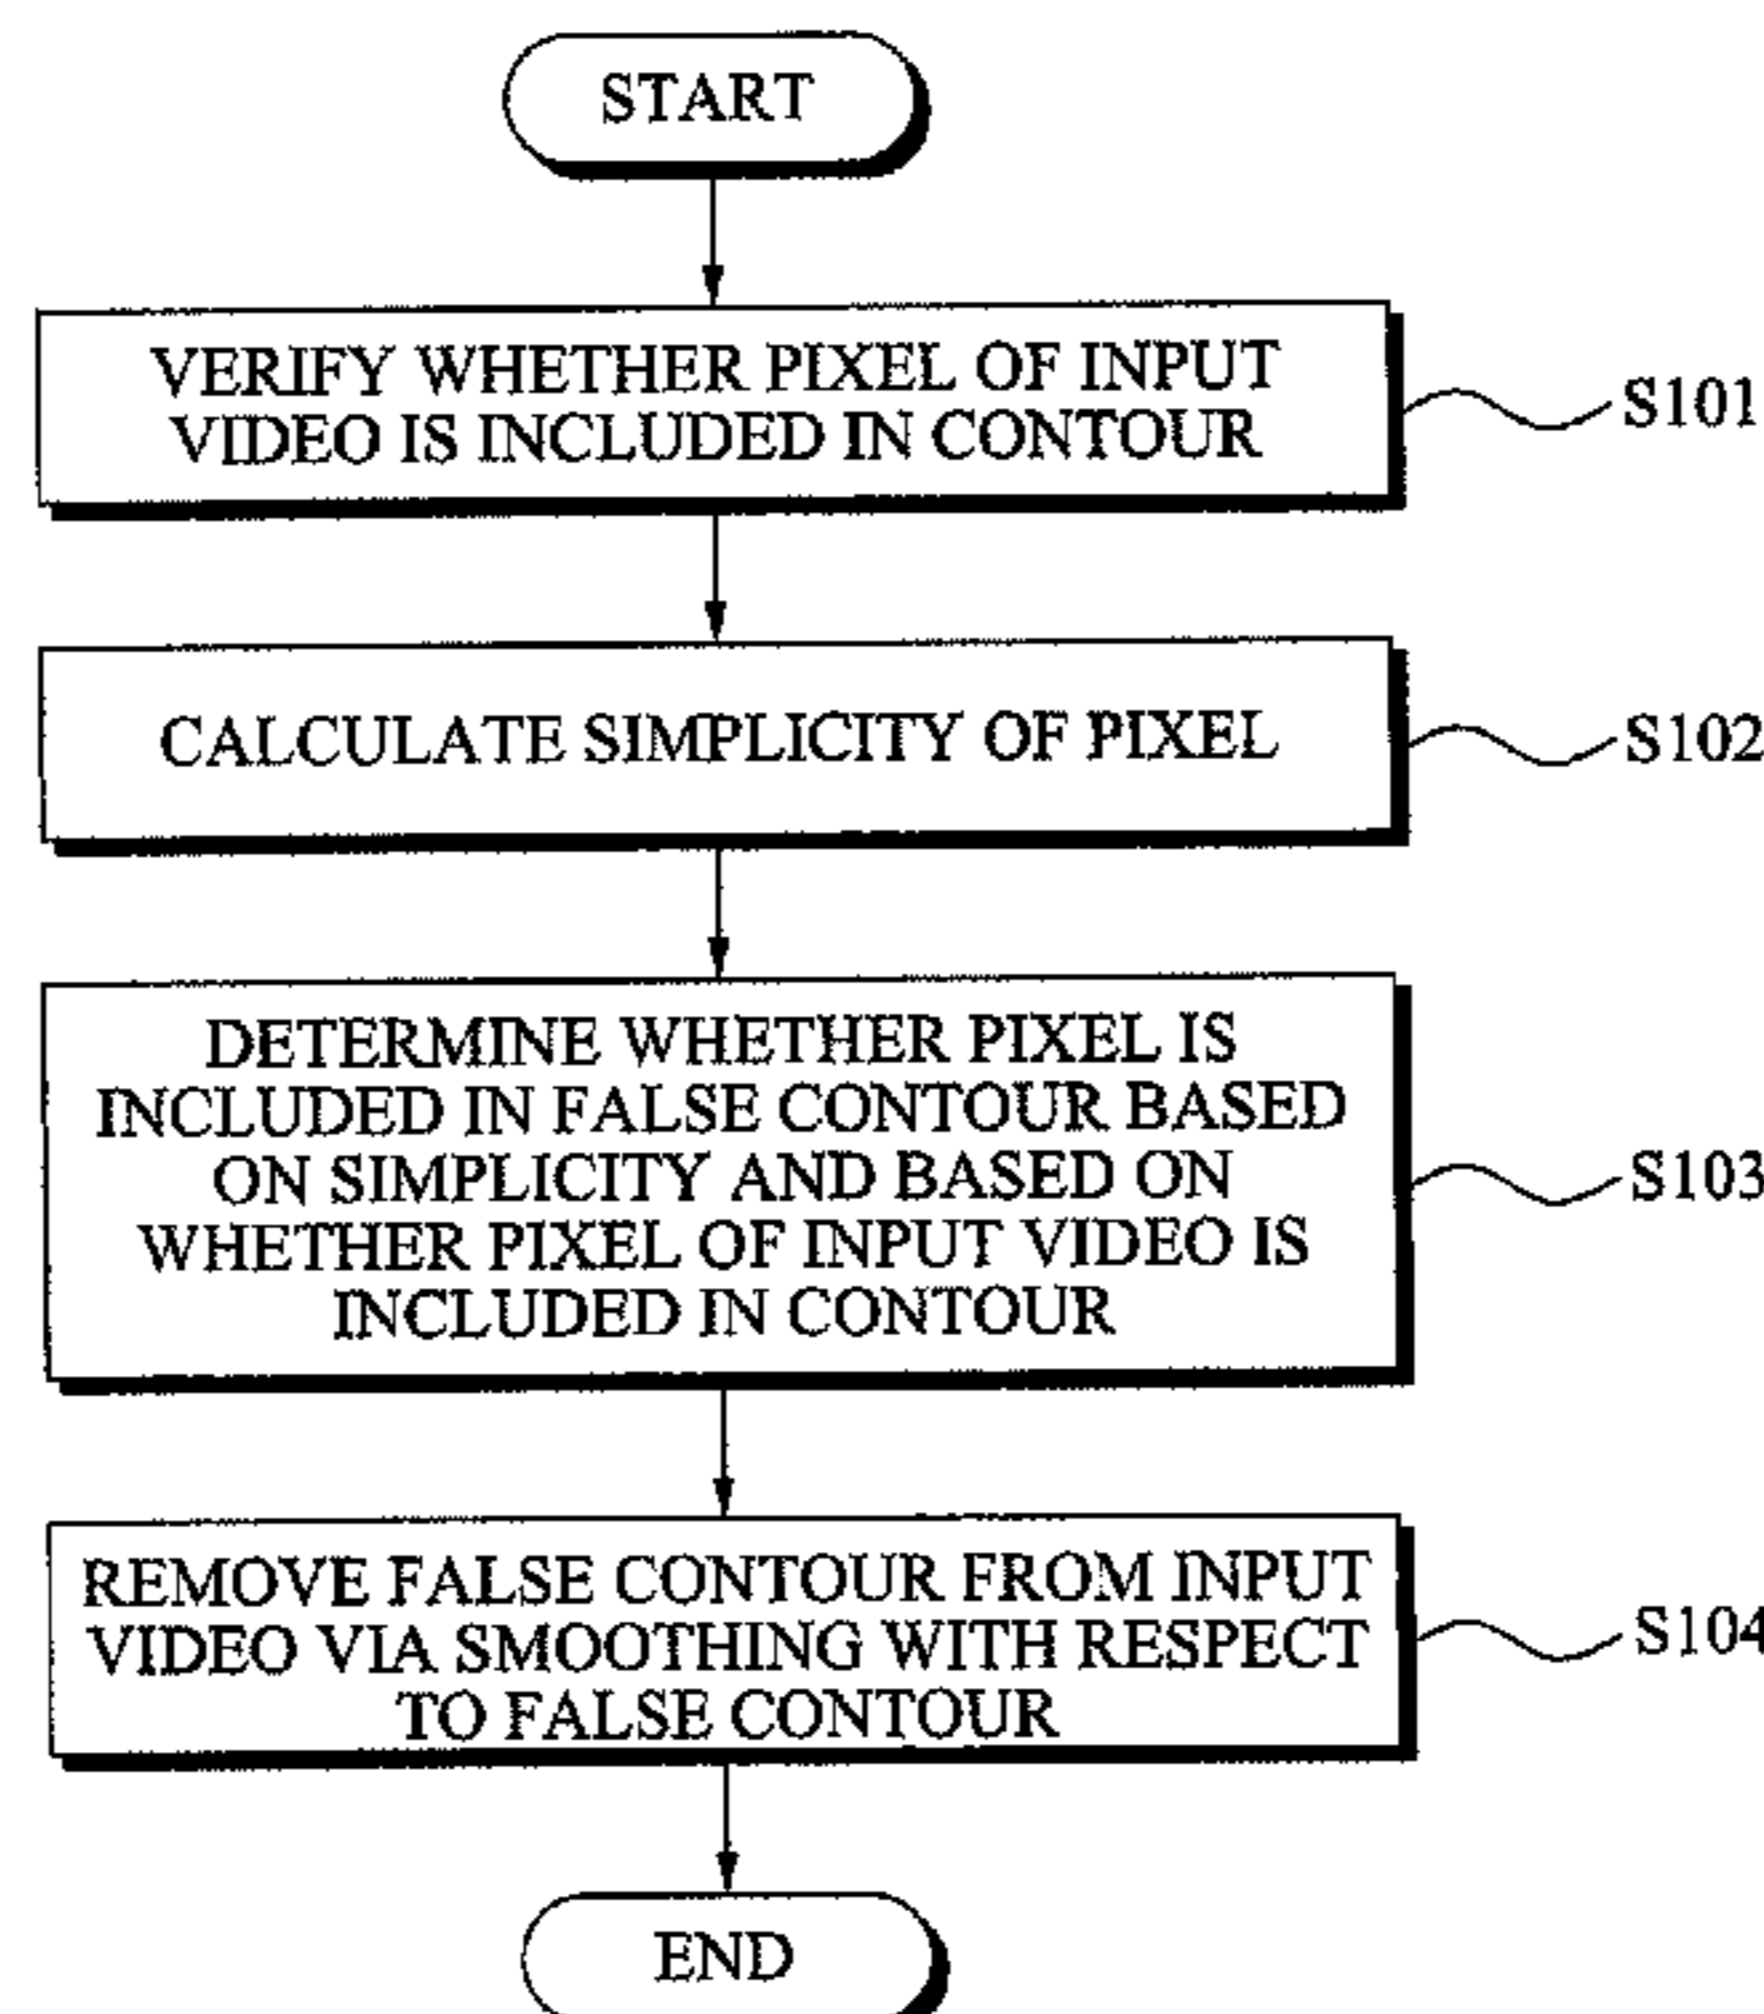 START
VERIFY WHETHER PIXEL OF INPUT
VIDEO IS INCLUDED IN CONTOUR
S101
CALCULATE SIMPLICITY OF PIXEL
S102
DETERMINE WHETHER PIXEL IS
INCLUDED IN FALSE CONTOUR BASED
ON SIMPLICITY AND BASED ON
WHETHER PIXEL OF INPUT VIDEO IS
INCLUDED IN CONTOUR
S103
REMOVE FALSE CONTOUR FROM INPUT
VIDEO VIA SMOOTHING WITH RESPECT
TO FALSE CONTOUR
S104
END